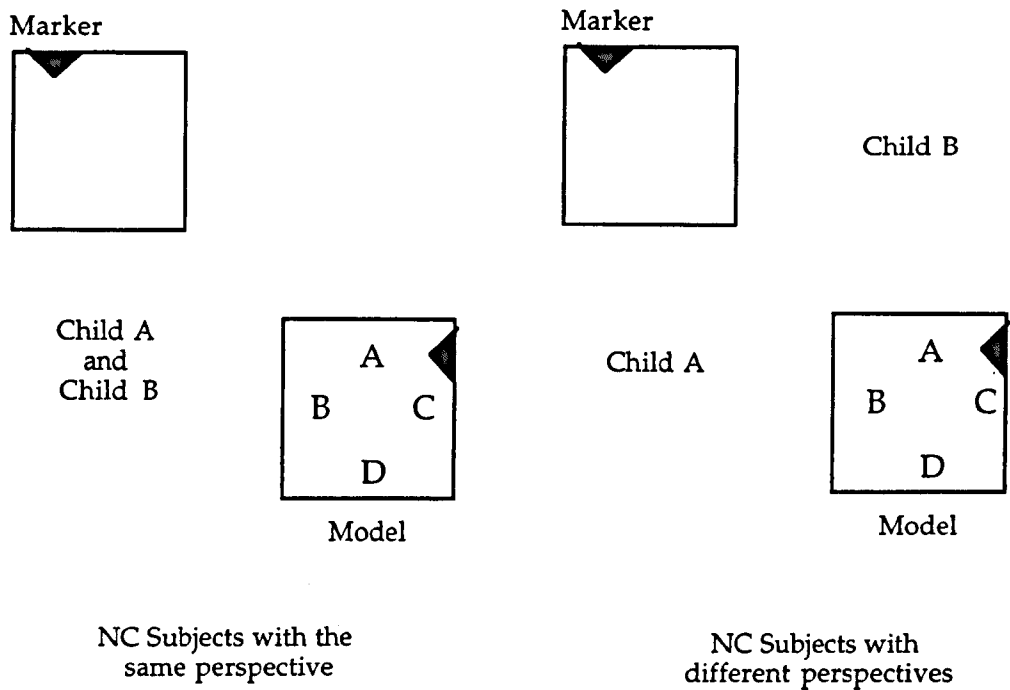 Marker
Child A
and
Child B
A
B C
D
Model
NC Subjects with the
same perspective
Marker
Child B
Child A
A
B C
D
Model
NC Subjects with
different perspectives